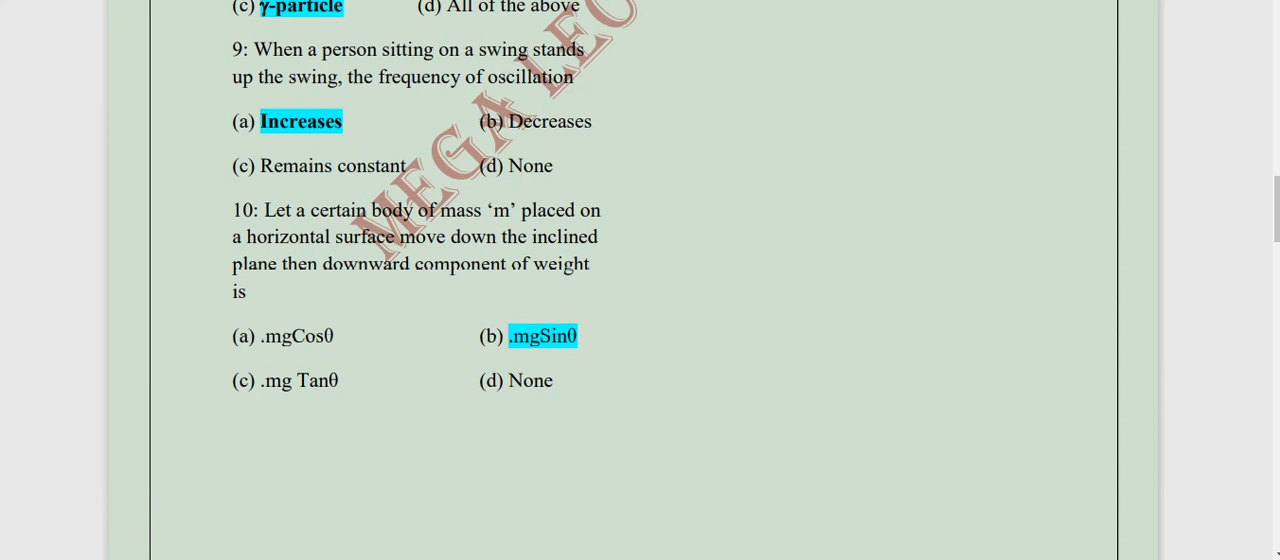 (c) γ-particle (d) All of the above
9: When a person sitting on a swing stands
up the swing, the frequency of oscillation
(a) Increases (b) Decreases
(c) Remains constant (d) None
10: Let a certain body of mass ‘m’ placed on
a horizontal surface move down the inclined
plane then downward component of weight
is
(a) .mgCosθ (b) .mgSinθ
(c) .mg Tanθ (d) None
MEGA